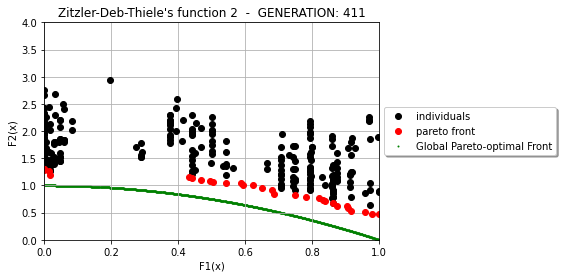 Zitzler-Deb-Thiele's function 2 - GENERATION: 411
4.0
3.5
3.0
2.5
2.0
1.5
1.0
0.5
0.0
F2(x)
0.0 0.2 0.4 0.6 0.8 1.0
F1(x)
individuals
pareto front
Global Pareto-optimal Front